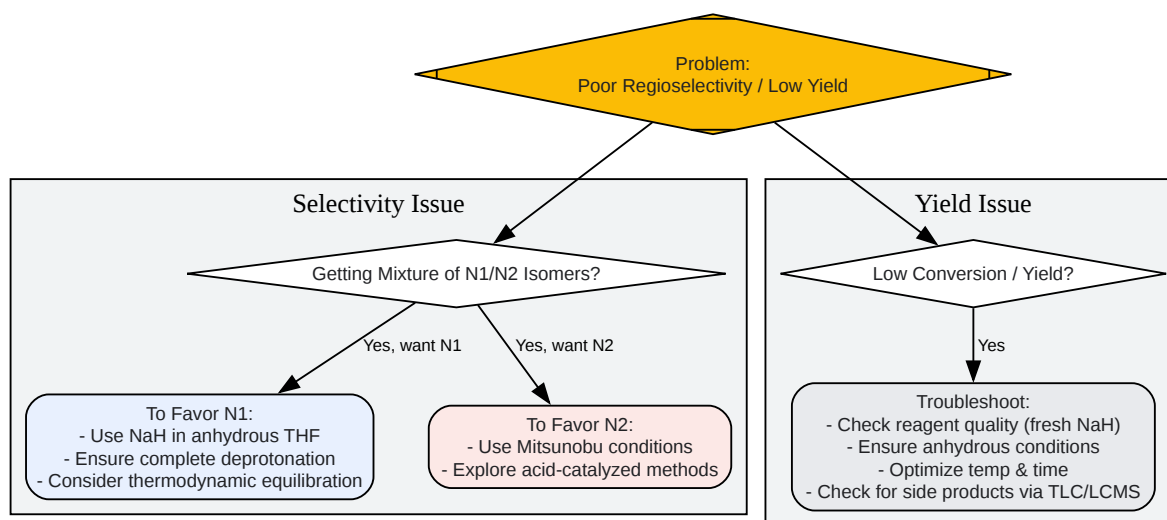 Problem:
Poor Regioselectivity / Low Yield
Selectivity Issue
Getting Mixture of N1/N2 Isomers?
Yes, want N1
Yes, want N2
To Favor N1:
- Use NaH in anhydrous THF
- Ensure complete deprotonation
- Consider thermodynamic equilibration
To Favor N2:
- Use Mitsunobu conditions
- Explore acid-catalyzed methods
Yield Issue
Low Conversion / Yield?
Yes
Troubleshoot:
- Check reagent quality (fresh NaH)
- Ensure anhydrous conditions
- Optimize temp & time
- Check for side products via TLC/LCMS